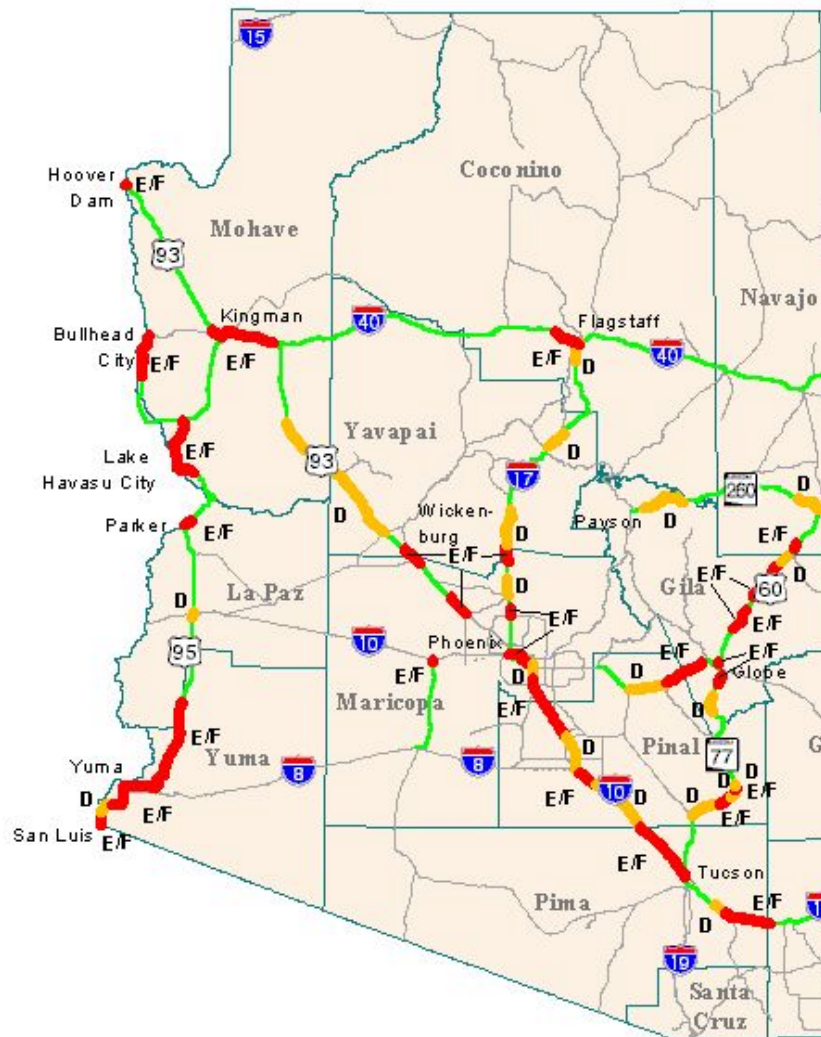 15
Coconino
Hoover
Dam
E/F
Mohave
93
Navajo
Kingman
40
Flagstaff
Bullhead
City
E/F
E/F
E/F
D
40
Yavapai
Lake
Havasu City
E/F
93
D
17
260
D
D
Payson
D
Wicken-
burg
D
E/F
E/F
D
Parker
E/F
E/F
Gila
60
La Paz
D
D
E/F
E/F
10
Phoenix
E/F
E/F
95
E/F
D
D
Globe
Maricopa
E/F
D
E/F
Yuma
D
Pinal
G
Yuma
8
8
77
D
E/F
10
D
D
D
E/F
E/F
E/F
San Luis
E/F
E/F
Tucson
Pima
E/F
1
D
19
Santa
Cruz